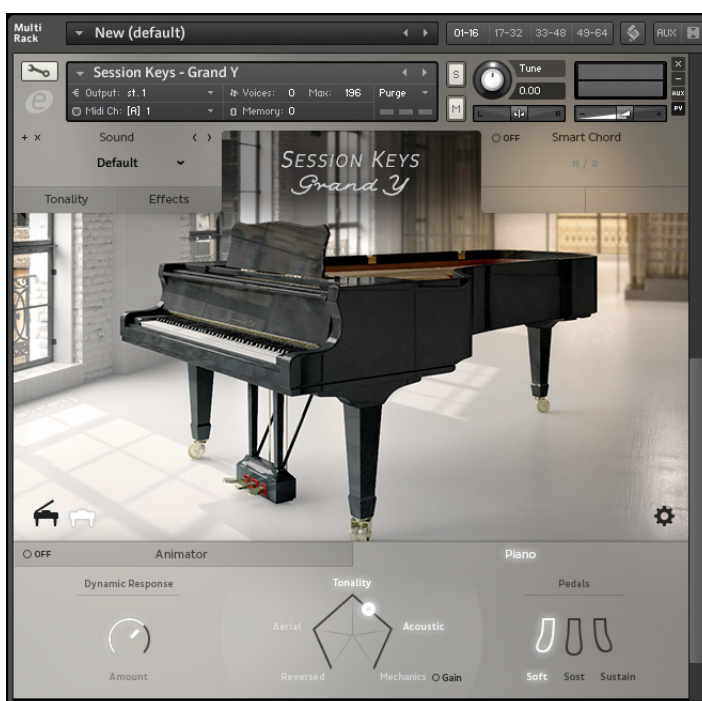 Multi
Rack
New (default)
01-16 17-32 33-48 49-64
AUX
Session Keys - Grand Y
Output: st. 1
Voices: 0 Max: 196
Purge
Midi Ch: [A] 1
Memory: 0
S
M
Tune
0.00
L
R
AUX
PV
+ × Sound < >
Default
SESSION KEYS
Grand Y
OFF Smart Chord
n / a
Tonality Effects
OFF Animator
Piano
Dynamic Response
Tonality
Pedals
Aerial
Acoustic
Amount
Reversed
Mechanics Gain
Soft Sost Sustain